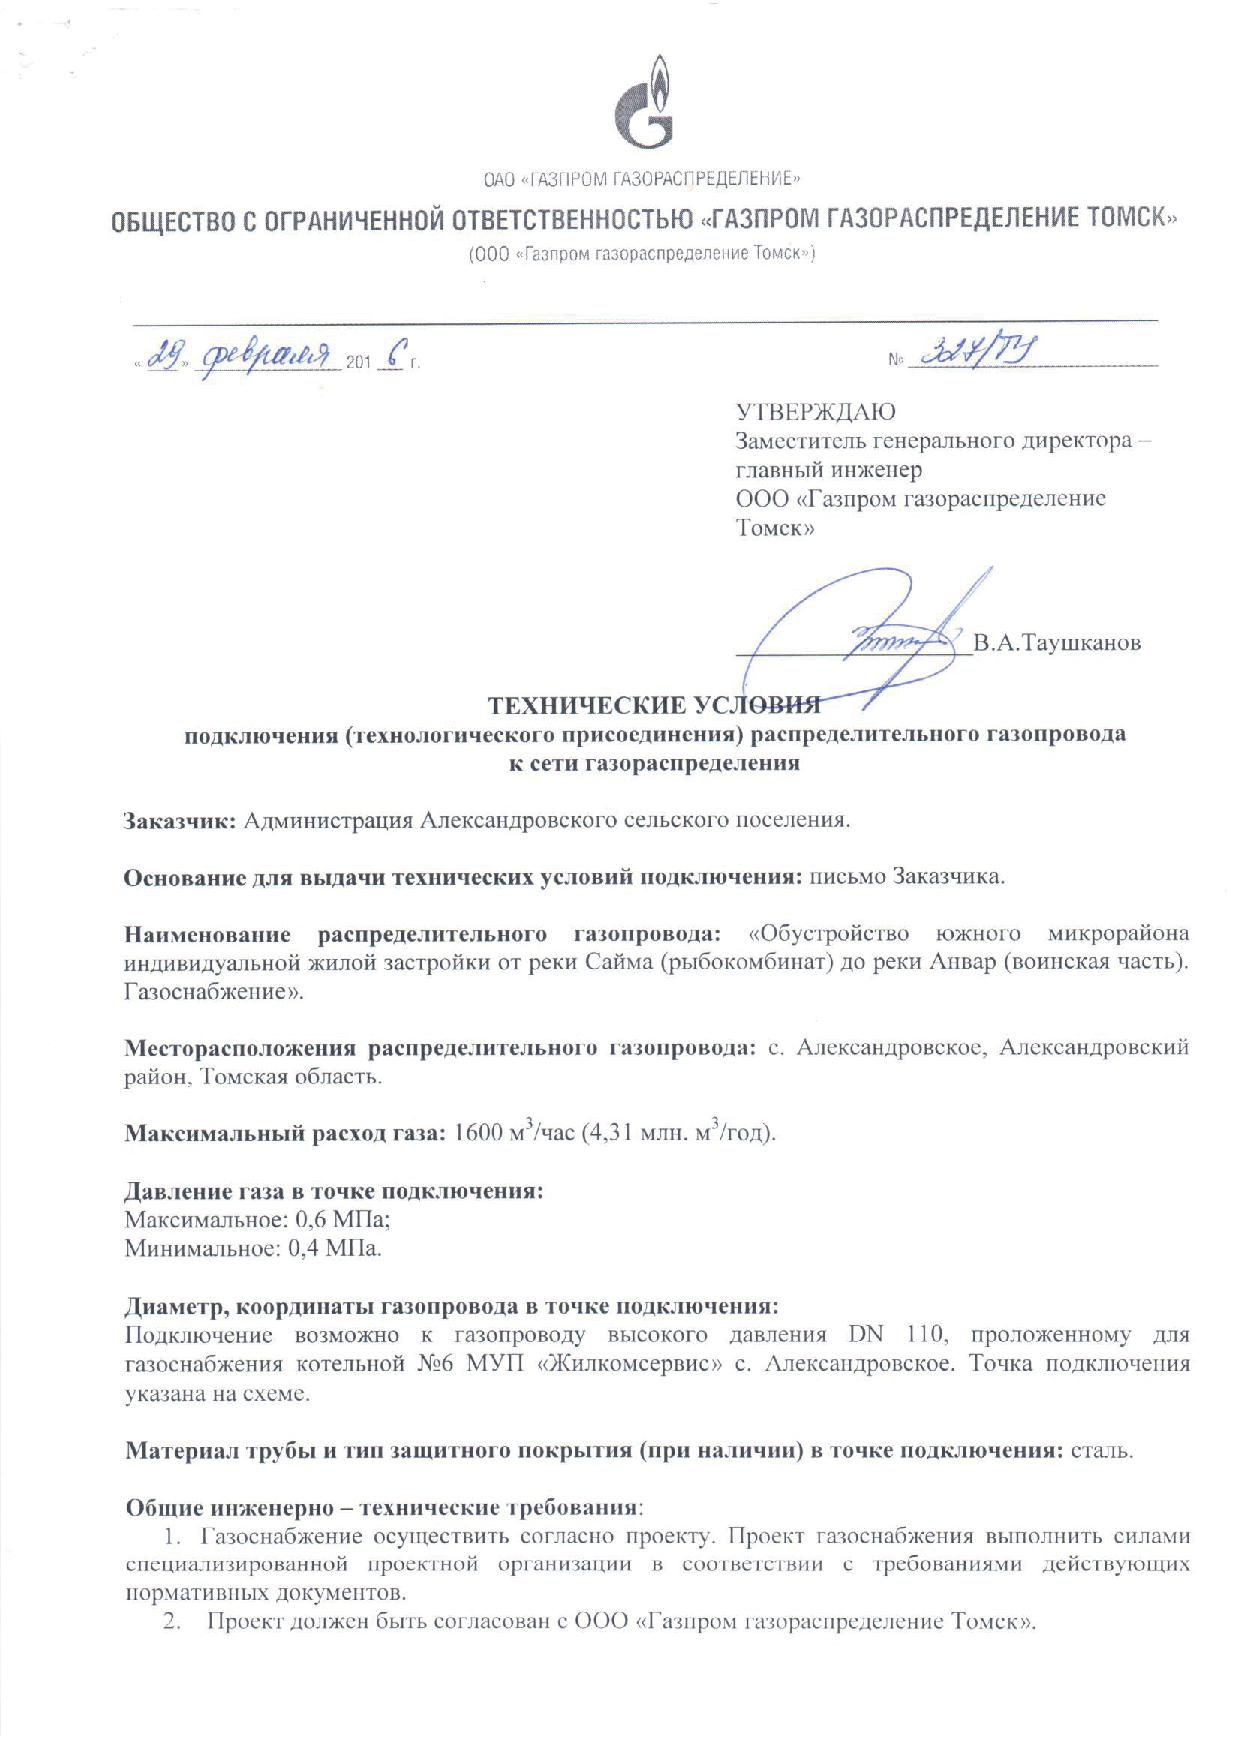 ОАО «ГАЗПРОМ ГАЗОРАСПРЕДЕЛЕНИЕ»
ОБЩЕСТВО С ОГРАНИЧЕННОЙ ОТВЕТСТВЕННОСТЬЮ «ГАЗПРОМ ГАЗОРАСПРЕДЕЛЕНИЕ ТОМСК»
(ООО «Газпром газораспределение Томск»)
«29» февраля 2016 г. № 327/ТУ
УТВЕРЖДАЮ
Заместитель генерального директора –
главный инженер
ООО «Газпром газораспределение
Томск»
В.А.Таушканов
ТЕХНИЧЕСКИЕ УСЛОВИЯ
подключения (технологического присоединения) распределительного газопровода
к сети газораспределения
Заказчик: Администрация Александровского сельского поселения.
Основание для выдачи технических условий подключения: письмо Заказчика.
Наименование распределительного газопровода: «Обустройство южного микрорайона
индивидуальной жилой застройки от реки Сайма (рыбокомбинат) до реки Анвар (воинская часть).
Газоснабжение».
Месторасположения распределительного газопровода: с. Александровское, Александровский
район, Томская область.
Максимальный расход газа: 1600 м³/час (4,31 млн. м³/год).
Давление газа в точке подключения:
Максимальное: 0,6 МПа;
Минимальное: 0,4 МПа.
Диаметр, координаты газопровода в точке подключения:
Подключение возможно к газопроводу высокого давления DN 110, проложенному для
газоснабжения котельной №6 МУП «Жилкомсервис» с. Александровское. Точка подключения
указана на схеме.
Материал трубы и тип защитного покрытия (при наличии) в точке подключения: сталь.
Общие инженерно – технические требования:
1. Газоснабжение осуществить согласно проекту. Проект газоснабжения выполнить силами
специализированной проектной организации в соответствии с требованиями действующих
нормативных документов.
2. Проект должен быть согласован с ООО «Газпром газораспределение Томск».